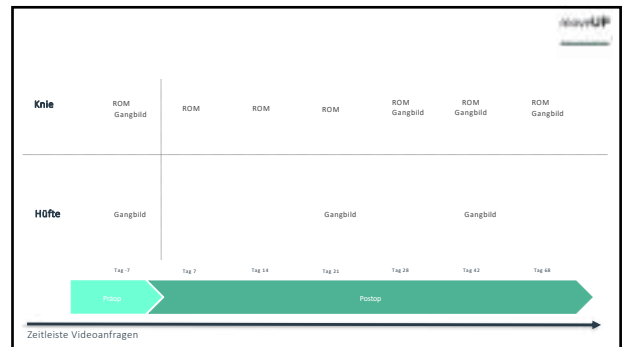 moveUP
Knie
ROM
Gangbild
ROM
ROM
ROM
ROM
Gangbild
ROM
Gangbild
ROM
Gangbild
Hüfte
Gangbild
Gangbild
Gangbild
Tag -7
Tag 7
Tag 14
Tag 21
Tag 28
Tag 42
Tag 68
Präop
Postop
Zeitleiste Videoanfragen